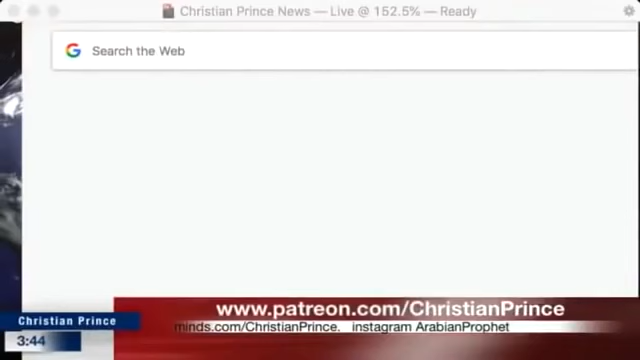 Christian Prince News — Live @ 152.5% — Ready
Search the Web
www.patreon.com/ChristianPrince
Christian Prince
minds.com/ChristianPrince. instagram ArabianProphet
3:44